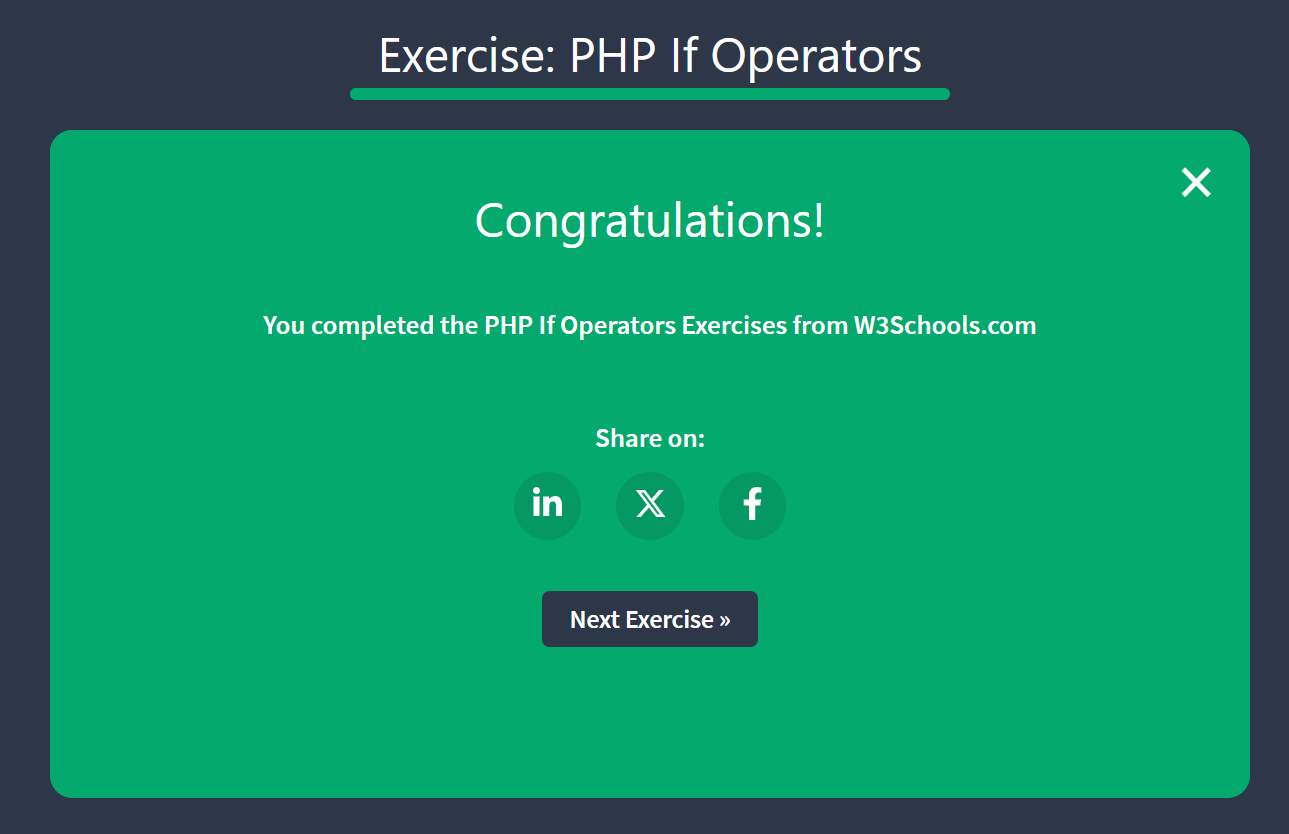 Exercise: PHP If Operators
Congratulations!
You completed the PHP If Operators Exercises from W3Schools.com
Share on:
in
X
f
Next Exercise »